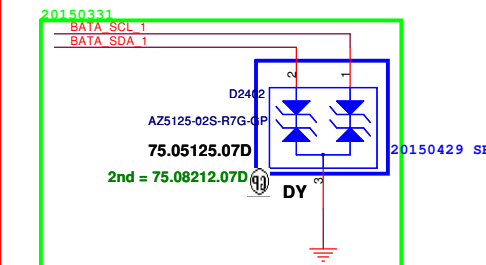 20150331
BATA_SCL_1
BATA_SDA_1
2
1
D2402
AZ5125-02S-R7G-GP
75.05125.07D
20150429
2nd = 75.08212.07D
GP
DY
3